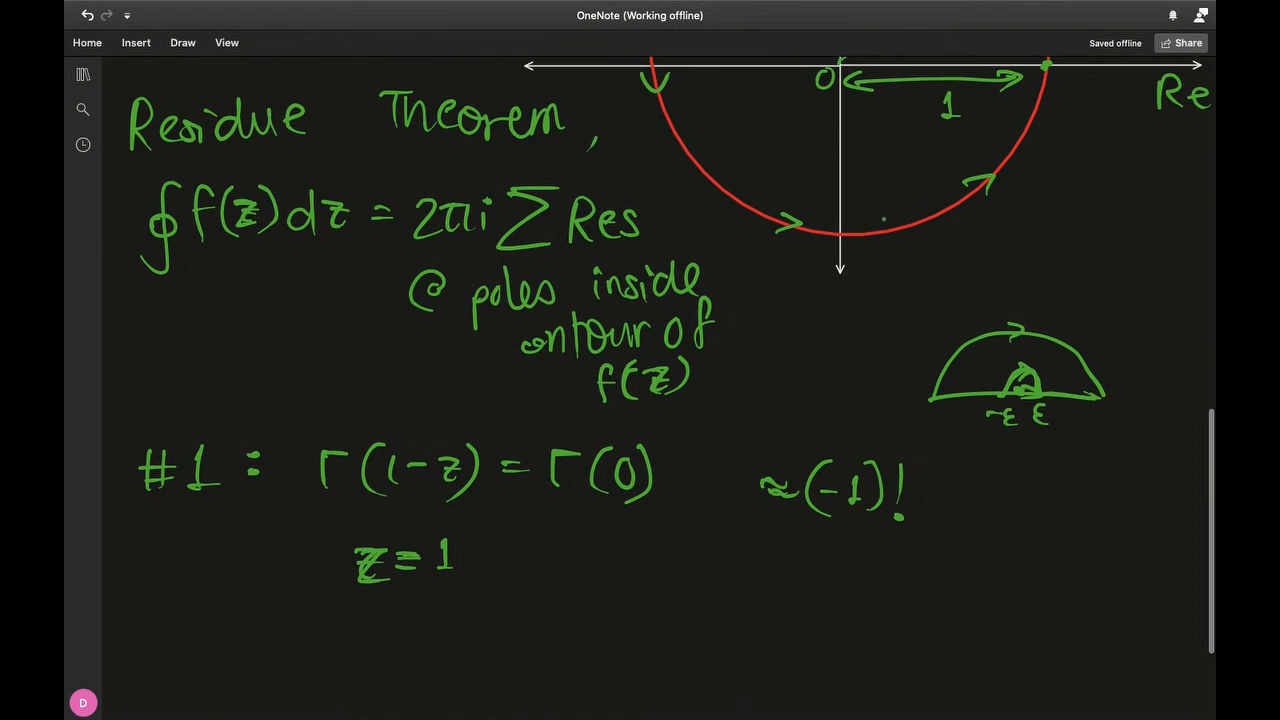 OneNote (Working offline)
Home Insert Draw View
Saved offline Share
0
1
Re
Residue Theorem,
∮f(z)dz = 2πi∑Res
@ poles inside
contour of
f(z)
-ε ε
#1 : Γ(1-z) = Γ(0) ≈(-1)!
z = 1
D